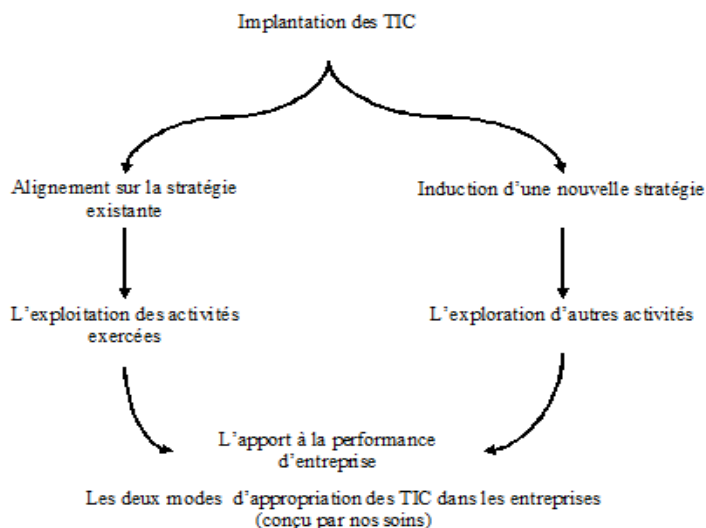 Implantation des TIC
Alignement sur la stratégie
existante
Induction d'une nouvelle stratégie
L'exploitation des activités
exercées
L'exploration d'autres activités
L'apport à la performance
d'entreprise
Les deux modes d'appropriation des TIC dans les entreprises
(conçu par nos soins)